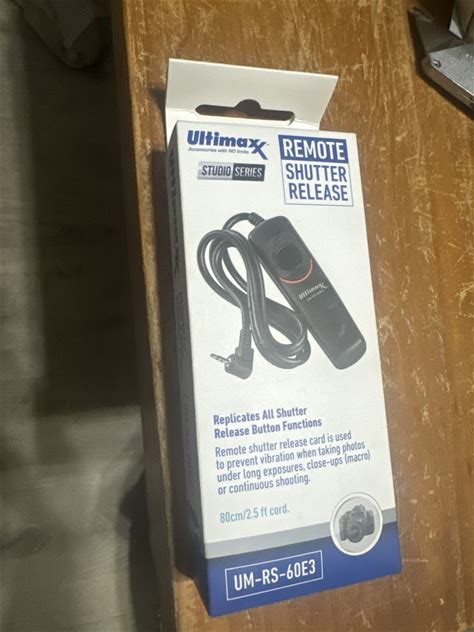 Ultimaxx
Accessories with NO limits
STUDIO SERIES
REMOTE
SHUTTER
RELEASE
Ultimaxx
Replicates All Shutter
Release Button Functions
Remote shutter release card is used
to prevent vibration when taking photos
under long exposures, close-ups (macro)
or continuous shooting.
80cm/2.5 ft cord.
UM-RS-60E3